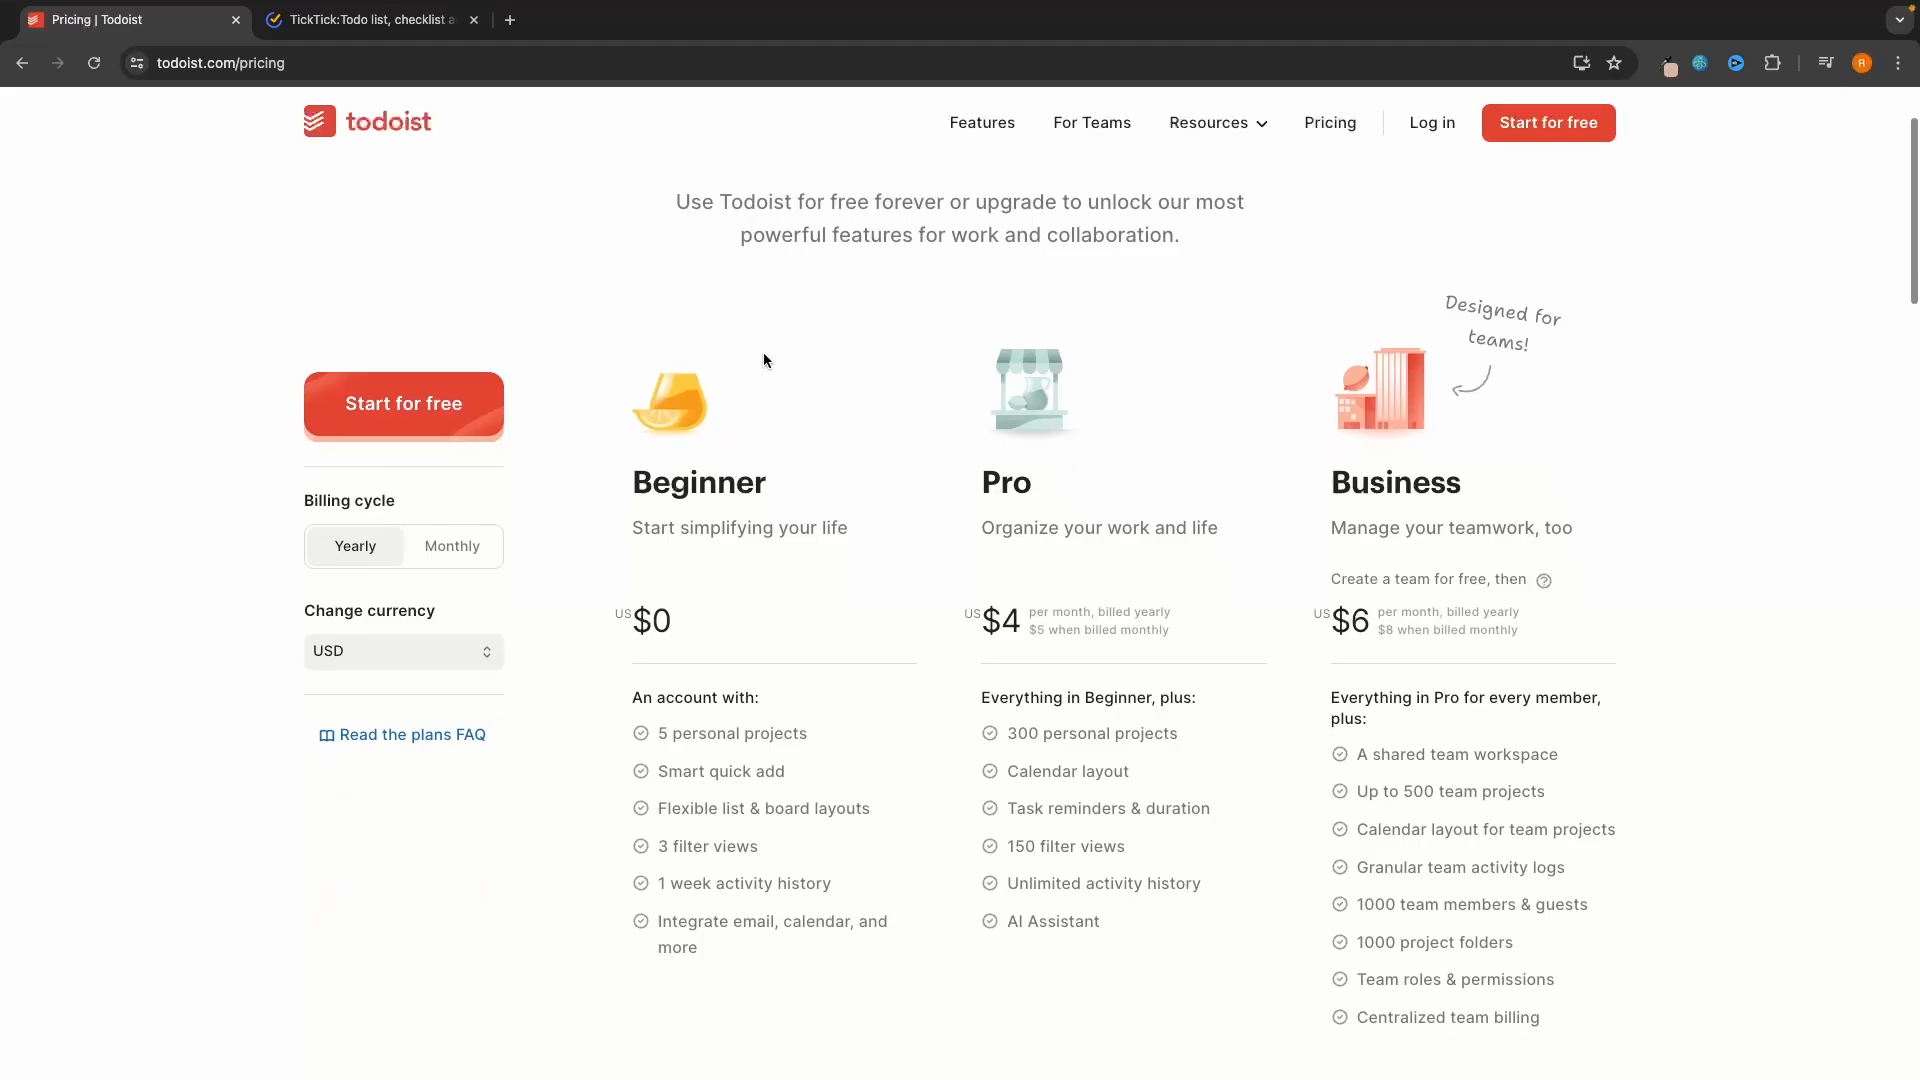 Pricing | Todoist
TickTick:Todo list, checklist a
todoist.com/pricing
R
todoist
Features
For Teams
Resources
Pricing
Log in
Start for free
Use Todoist for free forever or upgrade to unlock our most
powerful features for work and collaboration.
Designed for
teams!
Start for free
Billing cycle
Yearly
Monthly
Change currency
USD
Read the plans FAQ
Beginner
Start simplifying your life
US$0
An account with:
5 personal projects
Smart quick add
Flexible list & board layouts
3 filter views
1 week activity history
Integrate email, calendar, and
more
Pro
Organize your work and life
US$4
per month, billed yearly
$5 when billed monthly
Everything in Beginner, plus:
300 personal projects
Calendar layout
Task reminders & duration
150 filter views
Unlimited activity history
AI Assistant
Business
Manage your teamwork, too
Create a team for free, then
US$6
per month, billed yearly
$8 when billed monthly
Everything in Pro for every member,
plus:
A shared team workspace
Up to 500 team projects
Calendar layout for team projects
Granular team activity logs
1000 team members & guests
1000 project folders
Team roles & permissions
Centralized team billing